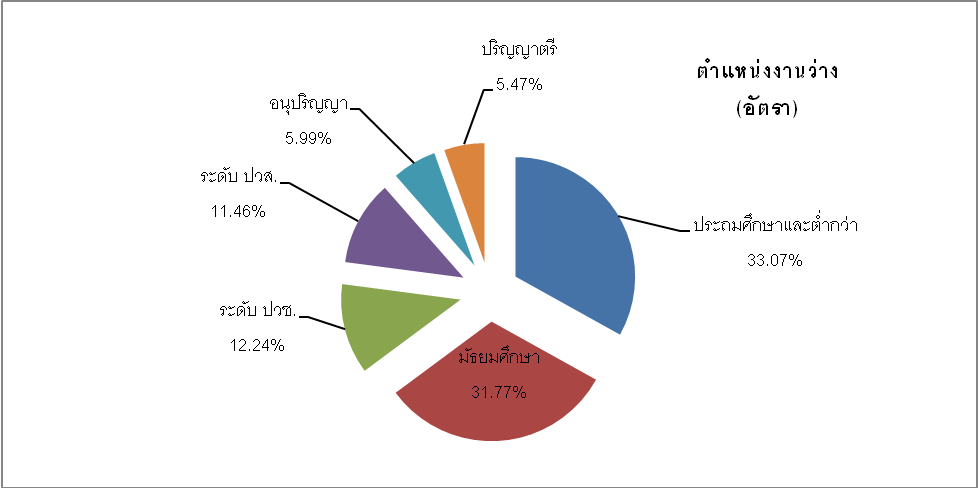 ตำแหน่งงานว่าง
(อัตรา)
ปริญญาตรี
5.47%
อนุปริญญา
5.99%
ระดับ ปวส.
11.46%
ระดับ ปวช.
12.24%
ประถมศึกษาและต่ำกว่า
33.07%
มัธยมศึกษา
31.77%